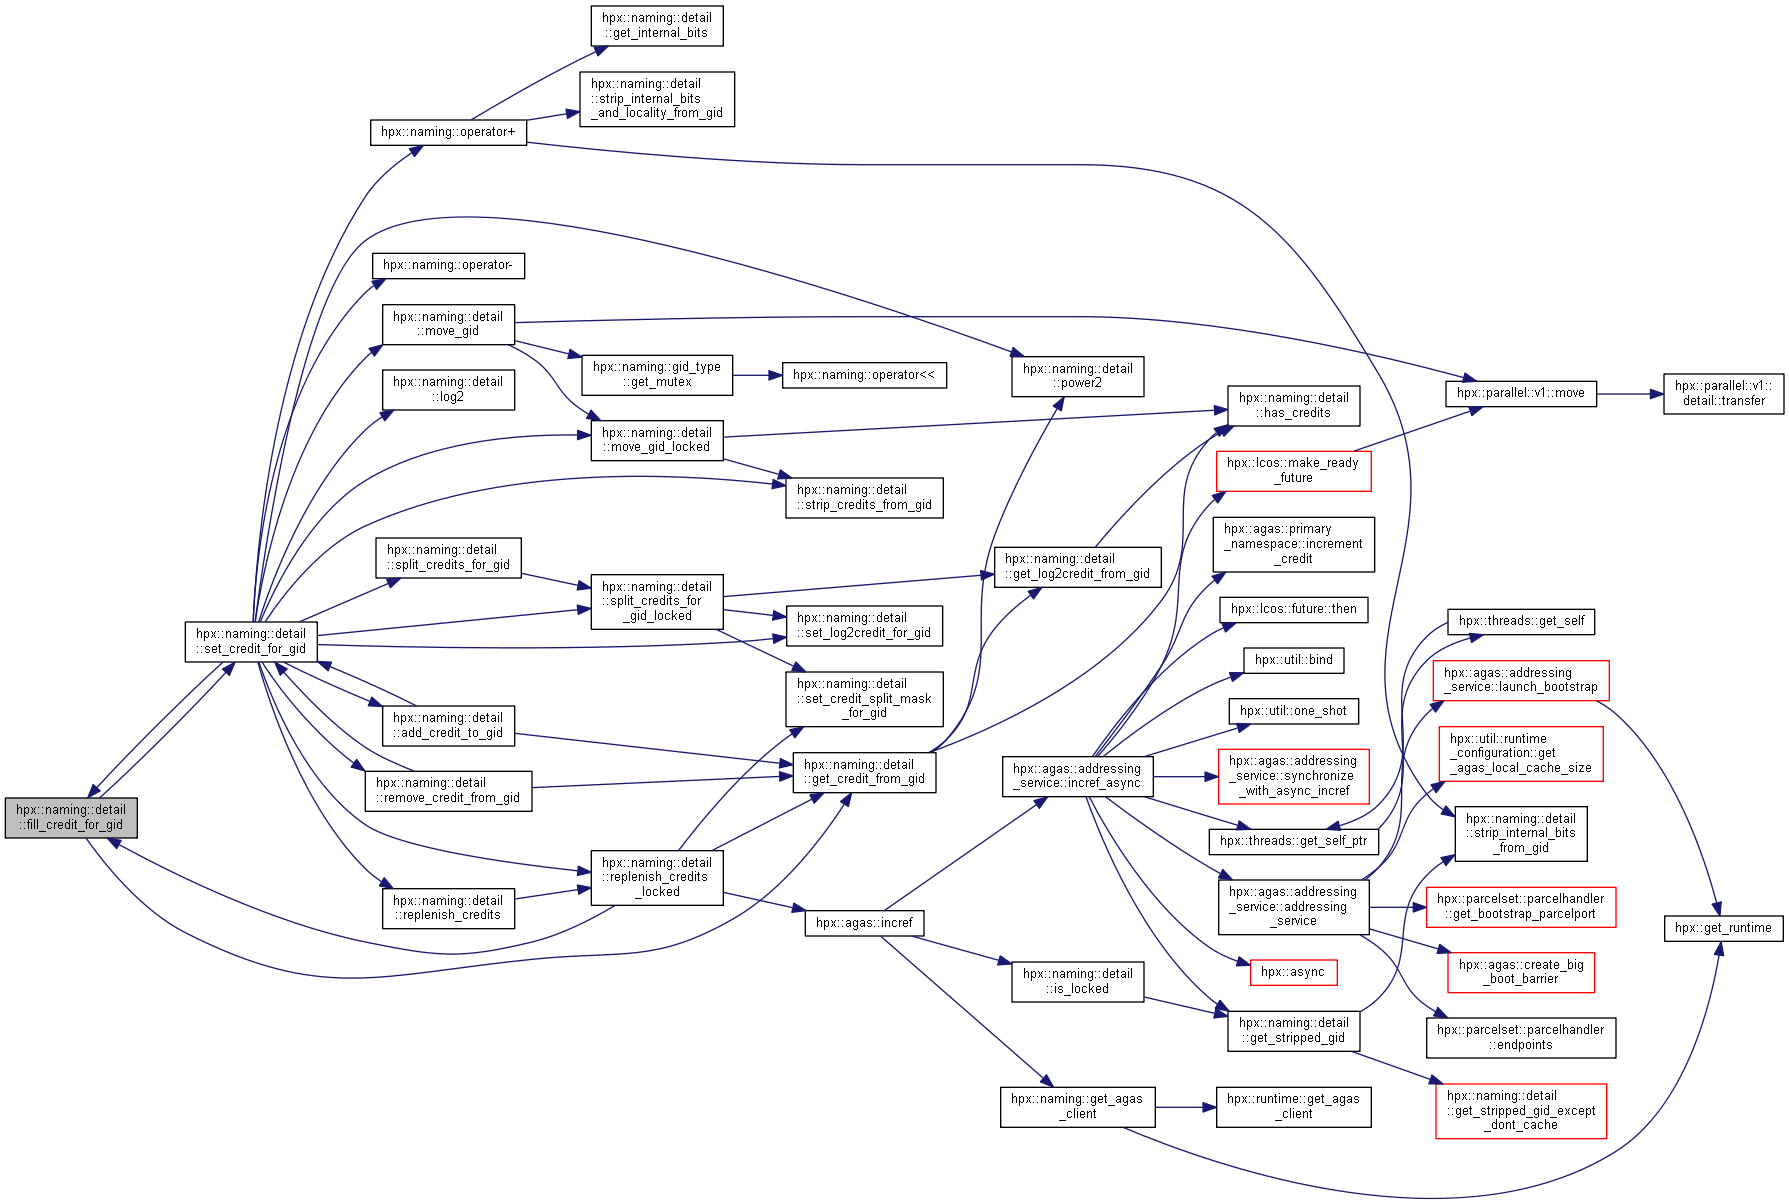 hpx::naming::detail
::get_internal_bits
hpx::naming::detail
::strip_internal_bits
_and_locality_from_gid
hpx::naming::operator+
hpx::naming::operator-
hpx::naming::detail
::move_gid
hpx::naming::gid_type
::get_mutex
hpx::naming::operator<<
hpx::naming::detail
::power2
hpx::naming::detail
::has_credits
hpx::parallel::v1::move
hpx::parallel::v1::
detail::transfer
hpx::naming::detail
::log2
hpx::naming::detail
::move_gid_locked
hpx::lcos::make_ready
_future
hpx::naming::detail
::strip_credits_from_gid
hpx::agas::primary
_namespace::increment
_credit
hpx::naming::detail
::split_credits_for_gid
hpx::naming::detail
::get_log2credit_from_gid
hpx::naming::detail
::split_credits_for
_gid_locked
hpx::lcos::future::then
hpx::naming::detail
::set_log2credit_for_gid
hpx::threads::get_self
hpx::naming::detail
::set_credit_for_gid
hpx::util::bind
hpx::agas::addressing
_service::launch_bootstrap
hpx::naming::detail
::set_credit_split_mask
_for_gid
hpx::util::one_shot
hpx::naming::detail
::add_credit_to_gid
hpx::util::runtime
_configuration::get
_agas_local_cache_size
hpx::naming::detail
::get_credit_from_gid
hpx::agas::addressing
_service::incref_async
hpx::agas::addressing
_service::synchronize
_with_async_incref
hpx::naming::detail
::remove_credit_from_gid
hpx::naming::detail
::fill_credit_for_gid
hpx::threads::get_self_ptr
hpx::naming::detail
::strip_internal_bits
_from_gid
hpx::naming::detail
::replenish_credits
_locked
hpx::naming::detail
::replenish_credits
hpx::agas::addressing
_service::addressing
_service
hpx::parcelset::parcelhandler
::get_bootstrap_parcelport
hpx::agas::incref
hpx::get_runtime
hpx::naming::detail
::is_locked
hpx::async
hpx::agas::create_big
_boot_barrier
hpx::naming::detail
::get_stripped_gid
hpx::parcelset::parcelhandler
::endpoints
hpx::naming::get_agas
_client
hpx::runtime::get_agas
_client
hpx::naming::detail
::get_stripped_gid_except
_dont_cache